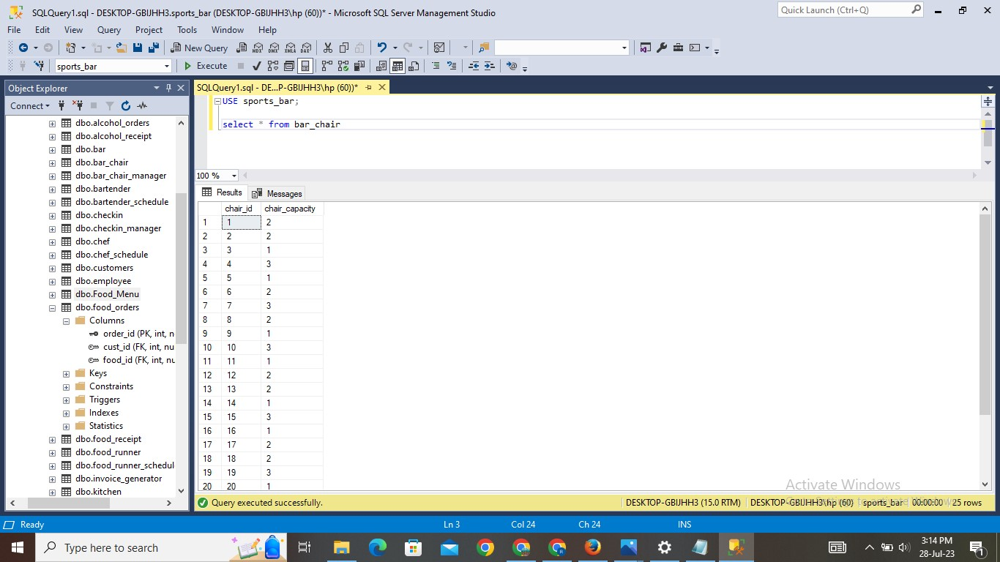 SQLQuery1.sql - DESKTOP-GBIJHH3.sports_bar (DESKTOP-GBIJHH3\hp (60))* - Microsoft SQL Server Management Studio
Quick Launch (Ctrl+Q)
File Edit View Query Project Tools Window Help
New Query MDX DMX XMLA DAX
sports_bar Execute
Object Explorer
Connect
dbo.alcohol_orders
dbo.alcohol_receipt
dbo.bar
dbo.bar_chair
dbo.bar_chair_manager
dbo.bartender
dbo.bartender_schedule
dbo.checkin
dbo.checkin_manager
dbo.chef
dbo.chef_schedule
dbo.customers
dbo.employee
dbo.Food_Menu
dbo.food_orders
Columns
order_id (PK, int, n
cust_id (FK, int, nu
food_id (FK, int, nu
Keys
Constraints
Triggers
Indexes
Statistics
dbo.food_receipt
dbo.food_runner
dbo.food_runner_schedul
dbo.invoice_generator
dbo.kitchen
SQLQuery1.sql - DE...P-GBIJHH3\hp (60))*
USE sports_bar;
select * from bar_chair
100 %
Results Messages
chair_id chair_capacity
1 1 2
2 2 2
3 3 1
4 4 3
5 5 1
6 6 2
7 7 3
8 8 2
9 9 1
10 10 3
11 11 1
12 12 2
13 13 2
14 14 1
15 15 3
16 16 1
17 17 2
18 18 2
19 19 3
20 20 1
Activate Windows
Query executed successfully. DESKTOP-GBIJHH3 (15.0 RTM) DESKTOP-GBIJHH3\hp (60) sports_bar 00:00:00 25 rows
Ready Ln 3 Col 24 Ch 24 INS
Type here to search
3:14 PM
28-Jul-23
1